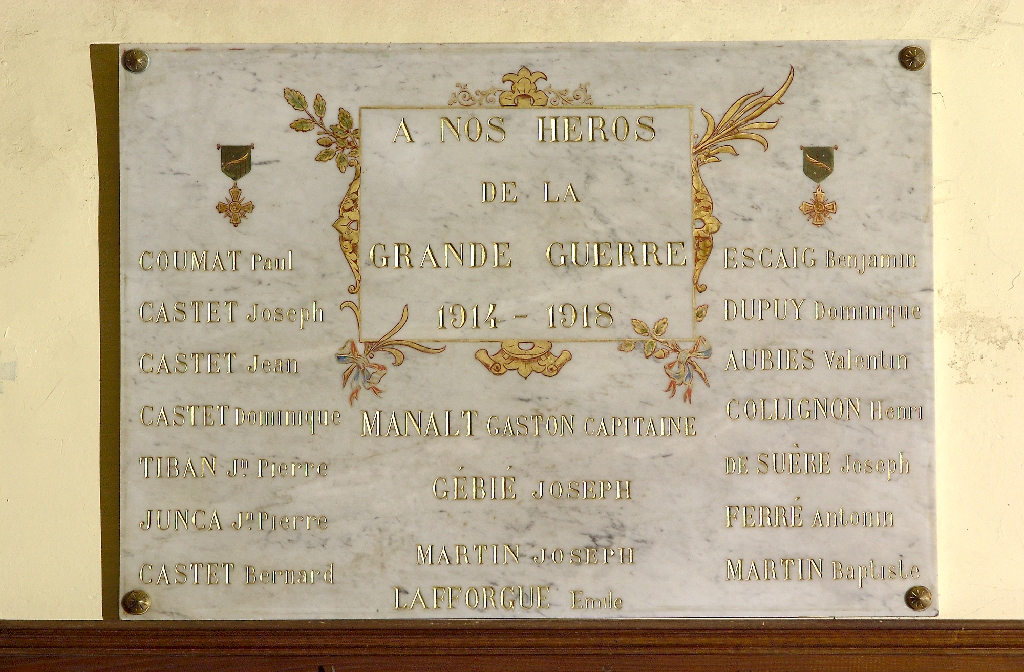 A NOS HEROS
DE LA
GRANDE GUERRE
1914 - 1918
COUMAT Paul
CASTET Joseph
CASTET Jean
CASTET Dominique
TIBAN Jn Pierre
JUNCA Jn Pierre
CASTET Bernard
MANALT GASTON CAPITAINE
GÉBIÉ JOSEPH
MARTIN JOSEPH
LAFFORGUE Emile
ESCAIG Benjamin
DUPUY Dominique
AUBIES Valentin
COLLIGNON Henri
DE SUÈRE Joseph
FERRÉ Antonin
MARTIN Baptiste